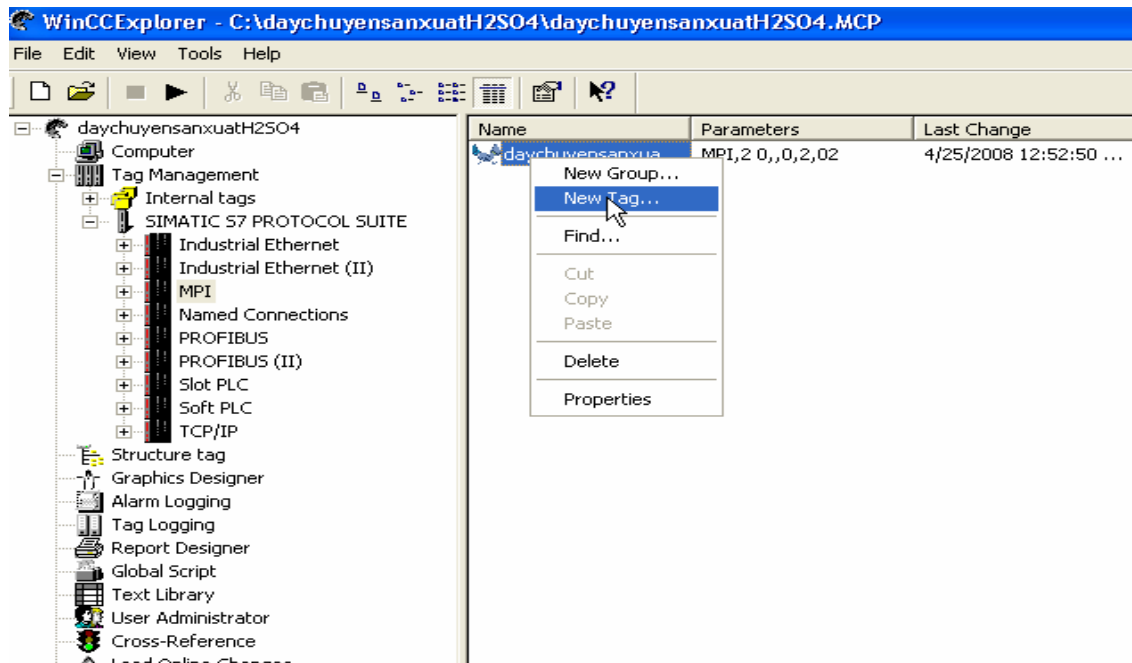 WinCCExplorer - C:\daychuyensanxuatH2SO4\daychuyensanxuatH2SO4.MCP
File Edit View Tools Help
daychuyensanxuatH2SO4
Computer
Tag Management
Internal tags
SIMATIC S7 PROTOCOL SUITE
Industrial Ethernet
Industrial Ethernet (II)
MPI
Named Connections
PROFIBUS
PROFIBUS (II)
Slot PLC
Soft PLC
TCP/IP
Structure tag
Graphics Designer
Alarm Logging
Tag Logging
Report Designer
Global Script
Text Library
User Administrator
Cross-Reference
Load Online Changes
Name Parameters Last Change
daychuyensanxua... MPI,2 0,,0,2,02 4/25/2008 12:52:50 ...
New Group...
New Tag...
Find...
Cut
Copy
Paste
Delete
Properties